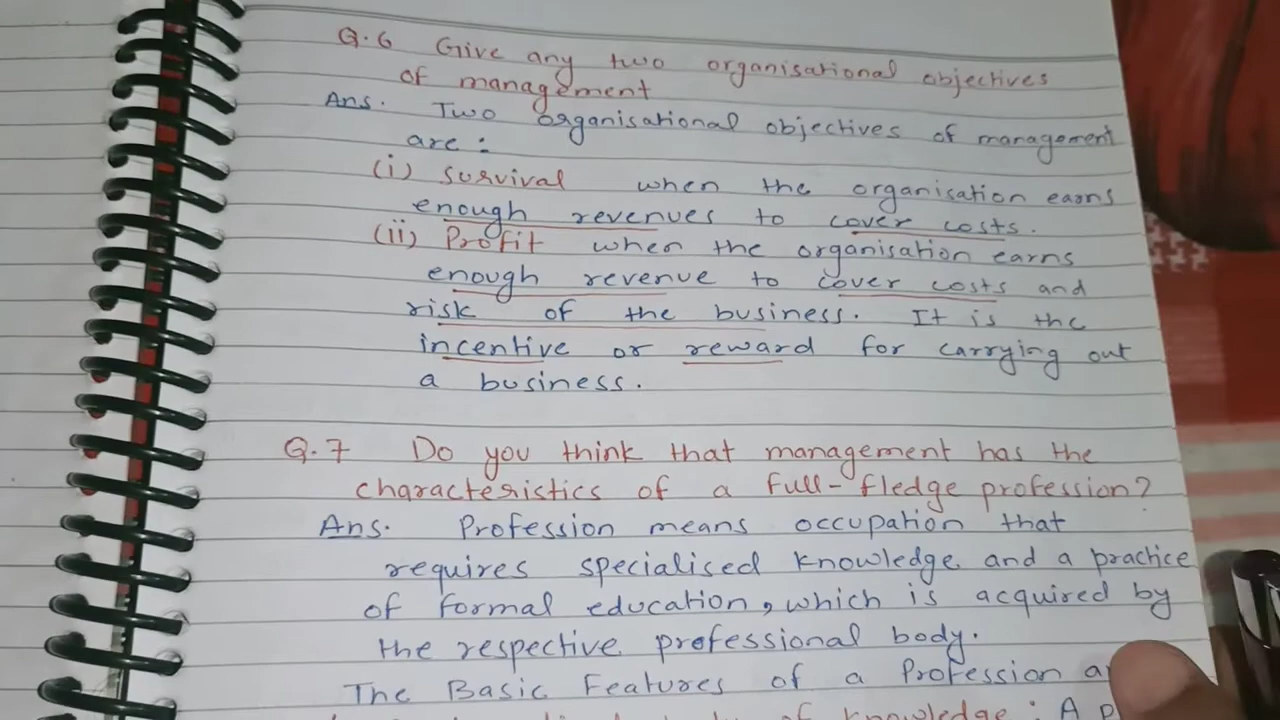 Q.6 Give any two organisational objectives
of management
Ans. Two organisational objectives of management
are :
(i) Survival when the organisation earns
enough revenues to cover costs.
(ii) Profit when the organisation earns
enough revenue to cover costs and
risk of the business. It is the
incentive or reward for carrying out
a business.
Q.7 Do you think that management has the
characteristics of a full-fledge profession?
Ans. Profession means occupation that
requires specialised knowledge and a practice
of formal education, which is acquired by
the respective professional body.
The Basic Features of a Profession
of knowledge : A